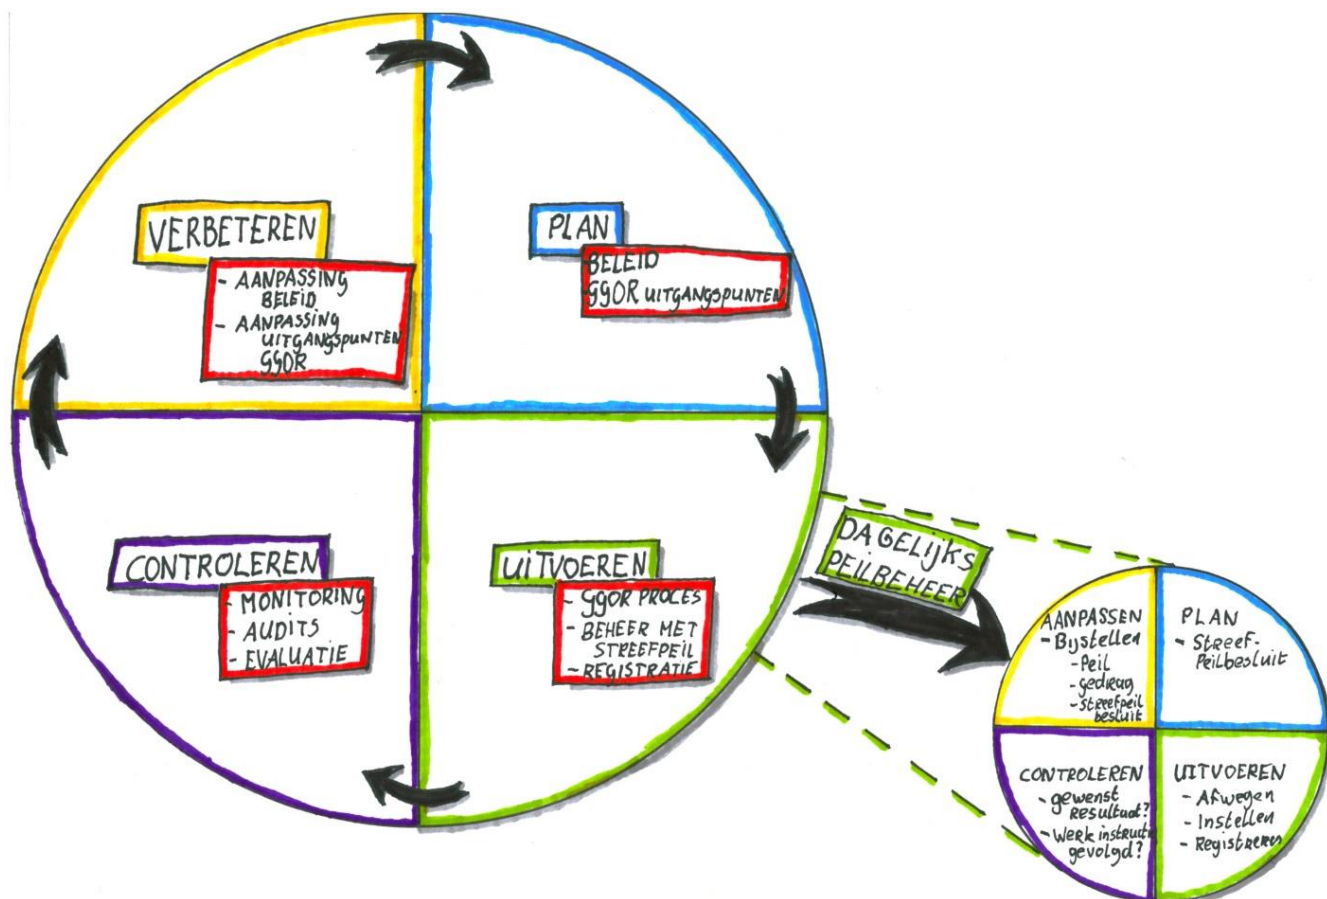 VERBETEREN
- AANPASSING
BELEID
- AANPASSING
UITGANGSPUNTEN
GGOR
PLAN
- BELEID
- GGOR UITGANGSPUNTEN
CONTROLEREN
- MONITORING
- AUDITS
- EVALUATIE
UITVOEREN
- GGOR PROCES
- BEHEER MET
STREEFPEIL
- REGISTRATIE
DAGELIJKS
PEILBEHEER
AANPASSEN
- Bijstellen
- Peil
- gedrag
- streefpeil
besluit
PLAN
- Streef-
Peilbesluit
CONTROLEREN
- gewenst
RESULTAAT?
- Werk instructie
gevolgd?
UITVOEREN
- Afwegen
- Instellen
- Registreren